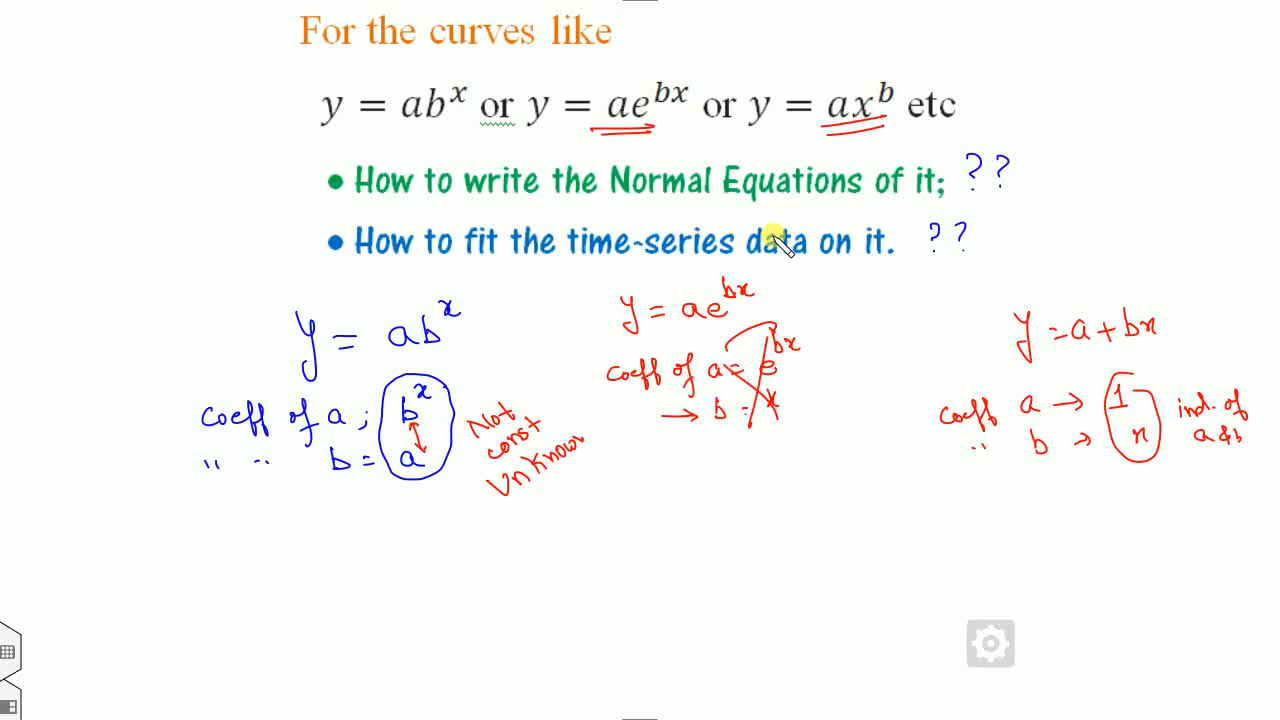 For the curves like
y = ab^x or y = ae^{bx} or y = ax^b etc
• How to write the Normal Equations of it; ??
• How to fit the time-series data on it. ??
y = ab^x
coeff of a ; b^x
" " b = a
Not
const
Unknown
y = ae^{bx}
coeff of a = e^{bx}
→ b =
y = a + bx
coeff a → 1
" b → x
ind. of
a & b